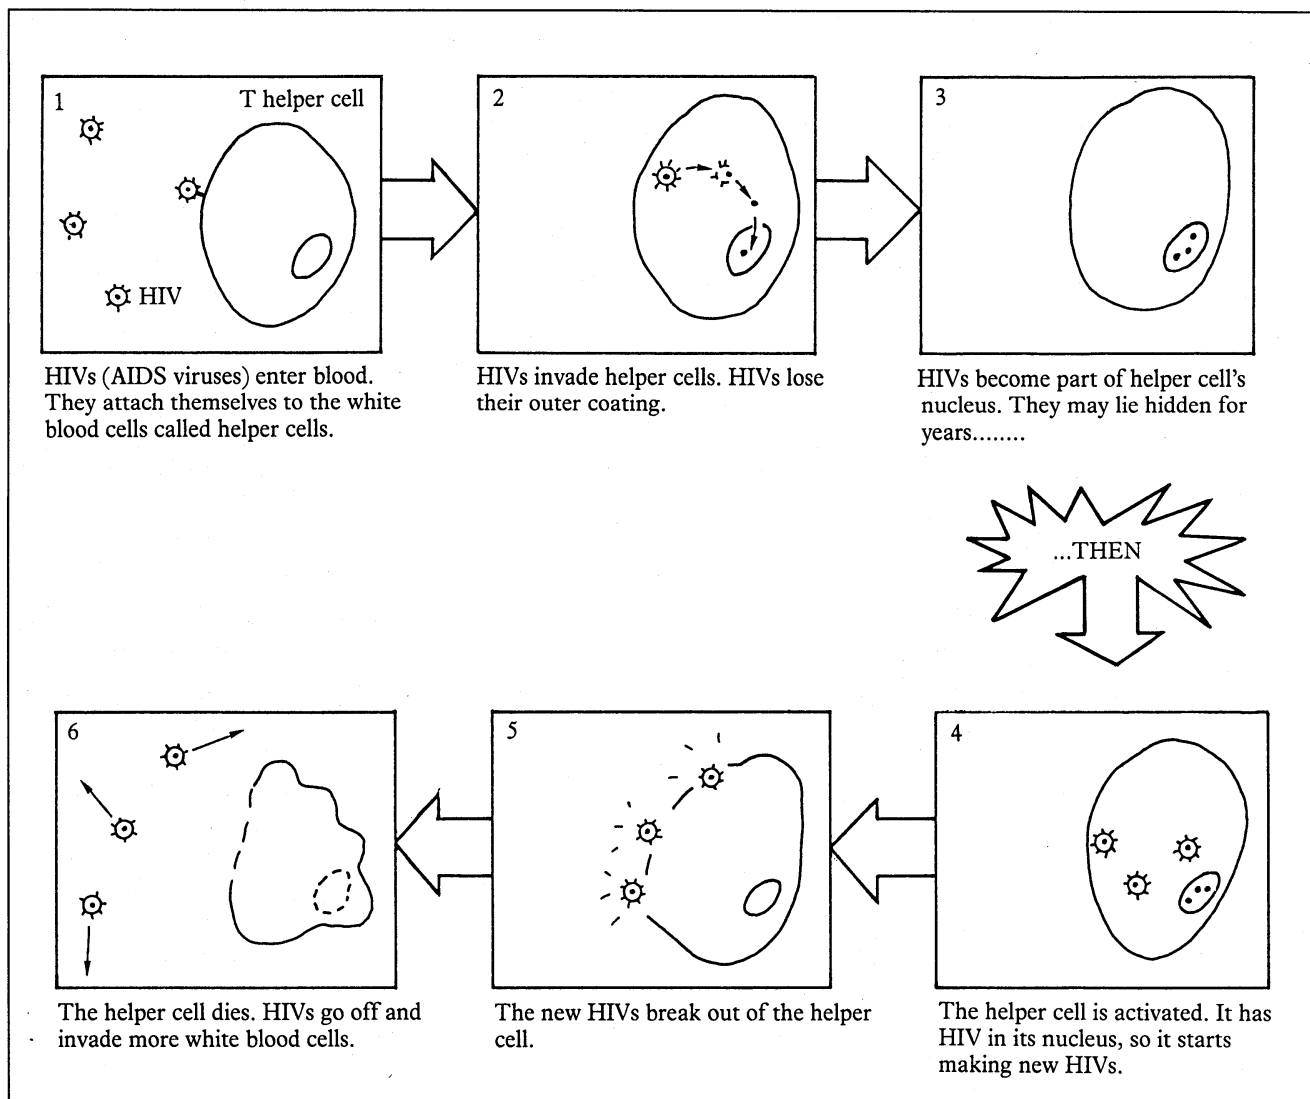 1
T helper cell
HIV
HIVs (AIDS viruses) enter blood.
They attach themselves to the white
blood cells called helper cells.
2
HIVs invade helper cells. HIVs lose
their outer coating.
3
HIVs become part of helper cell's
nucleus. They may lie hidden for
years........
...THEN
4
The helper cell is activated. It has
HIV in its nucleus, so it starts
making new HIVs.
5
The new HIVs break out of the helper
cell.
6
The helper cell dies. HIVs go off and
invade more white blood cells.